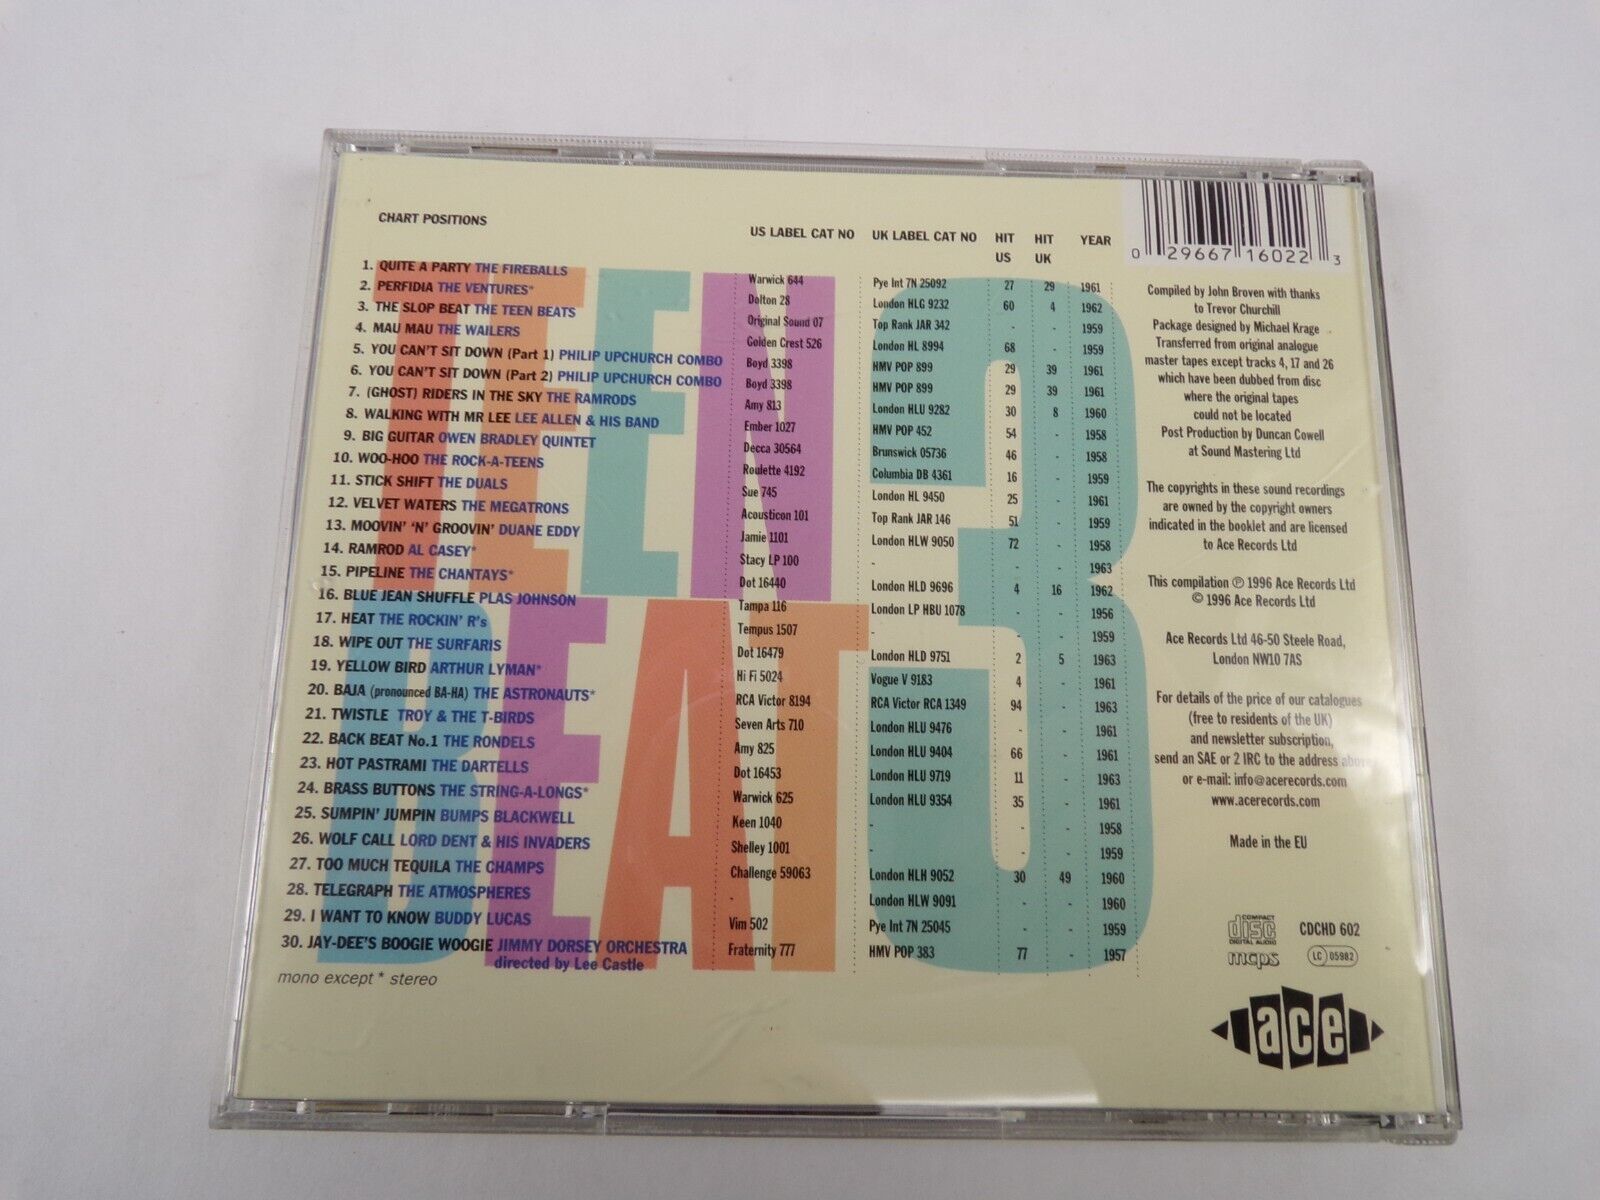 CHART POSITIONS US LABEL CAT NO UK LABEL CAT NO HIT US HIT UK YEAR
1. QUITE A PARTY THE FIREBALLS Warwick 644 Pye Int 7N 25092 27 29 1961
2. PERFIDIA THE VENTURES* Dolton 28 London HLG 9232 60 4 1962
3. THE SLOP BEAT THE TEEN BEATS Original Sound 07 Top Rank JAR 342 - - 1959
4. MAU MAU THE WAILERS Golden Crest 526 London HL 8994 68 - 1959
5. YOU CAN'T SIT DOWN (Part 1) PHILIP UPCHURCH COMBO Boyd 3398 HMV POP 899 29 39 1961
6. YOU CAN'T SIT DOWN (Part 2) PHILIP UPCHURCH COMBO Boyd 3398 HMV POP 899 29 39 1961
7. (GHOST) RIDERS IN THE SKY THE RAMRODS Amy 813 London HLU 9282 30 8 1960
8. WALKING WITH MR LEE LEE ALLEN & HIS BAND Ember 1027 HMV POP 452 54 - 1958
9. BIG GUITAR OWEN BRADLEY QUINTET Decca 30564 Brunswick 05736 46 - 1958
10. WOO-HOO THE ROCK-A-TEENS Roulette 4192 Columbia DB 4361 16 - 1959
11. STICK SHIFT THE DUALS Sue 745 London HL 9450 25 - 1961
12. VELVET WATERS THE MEGATRONS Acousticon 101 Top Rank JAR 146 51 - 1959
13. MOOVIN' 'N' GROOVIN' DUANE EDDY Jamie 1101 London HLW 9050 72 - 1958
14. RAMROD AL CASEY* Stacy LP 100 - - - 1963
15. PIPELINE THE CHANTAYS* Dot 16440 London HLD 9696 4 16 1962
16. BLUE JEAN SHUFFLE PLAS JOHNSON Tampa 116 London LP HBU 1078 - - 1956
17. HEAT THE ROCKIN' R's Tempus 1507 - - - 1959
18. WIPE OUT THE SURFARIS Dot 16479 London HLD 9751 2 5 1963
19. YELLOW BIRD ARTHUR LYMAN* Hi Fi 5024 Vogue V 9183 4 - 1961
20. BAJA (pronounced BA-HA) THE ASTRONAUTS* RCA Victor 8194 RCA Victor RCA 1349 94 - 1963
21. TWISTLE TROY & THE T-BIRDS Seven Arts 710 London HLU 9476 - - 1961
22. BACK BEAT No.1 THE RONDELS Amy 825 London HLU 9404 66 - 1961
23. HOT PASTRAMI THE DARTELLS Dot 16453 London HLU 9719 11 - 1963
24. BRASS BUTTONS THE STRING-A-LONGS* Warwick 625 London HLU 9354 35 - 1961
25. SUMPIN' JUMPIN BUMPS BLACKWELL Keen 1040 - - - 1958
26. WOLF CALL LORD DENT & HIS INVADERS Shelley 1001 - - - 1959
27. TOO MUCH TEQUILA THE CHAMPS Challenge 59063 London HLH 9052 30 49 1960
28. TELEGRAPH THE ATMOSPHERES - London HLW 9091 - - 1960
29. I WANT TO KNOW BUDDY LUCAS Vim 502 Pye Int 7N 25045 - - 1959
30. JAY-DEE'S BOOGIE WOOGIE JIMMY DORSEY ORCHESTRA Fraternity 777 HMV POP 383 77 - 1957
directed by Lee Castle
mono except * stereo
TEEN
BEAT
3
0 29667 16022 3
Compiled by John Broven with thanks
to Trevor Churchill
Package designed by Michael Krage
Transferred from original analogue
master tapes except tracks 4, 17 and 26
which have been dubbed from disc
where the original tapes
could not be located
Post Production by Duncan Cowell
at Sound Mastering Ltd
The copyrights in these sound recordings
are owned by the copyright owners
indicated in the booklet and are licensed
to Ace Records Ltd
This compilation ℗ 1996 Ace Records Ltd
© 1996 Ace Records Ltd
Ace Records Ltd 46-50 Steele Road,
London NW10 7AS
For details of the price of our catalogues
(free to residents of the UK)
and newsletter subscription,
send an SAE or 2 IRC to the address above
or e-mail: info@acerecords.com
www.acerecords.com
Made in the EU
COMPACT disc DIGITAL AUDIO
CDCHD 602
mcps
LC 05982
ace